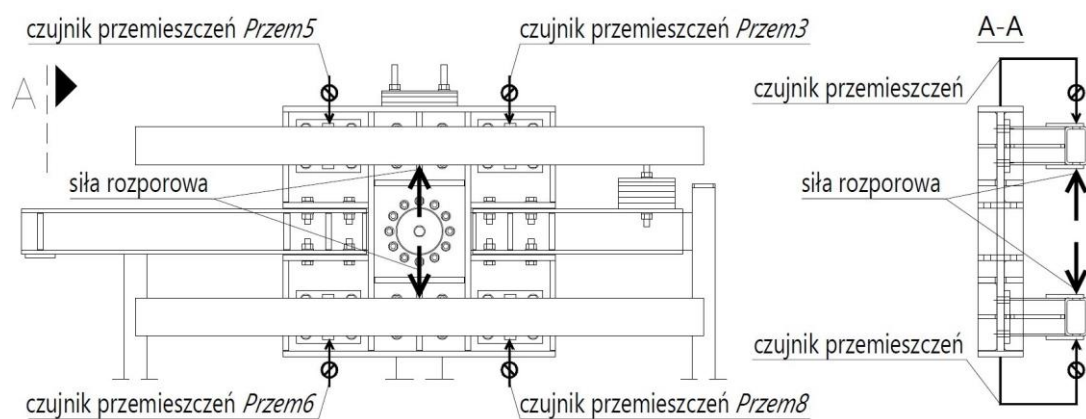 czujnik przemieszczeń Przem5
czujnik przemieszczeń Przem3
A
siła rozporowa
czujnik przemieszczeń Przem6
czujnik przemieszczeń Przem8
A-A
czujnik przemieszczeń
siła rozporowa
czujnik przemieszczeń